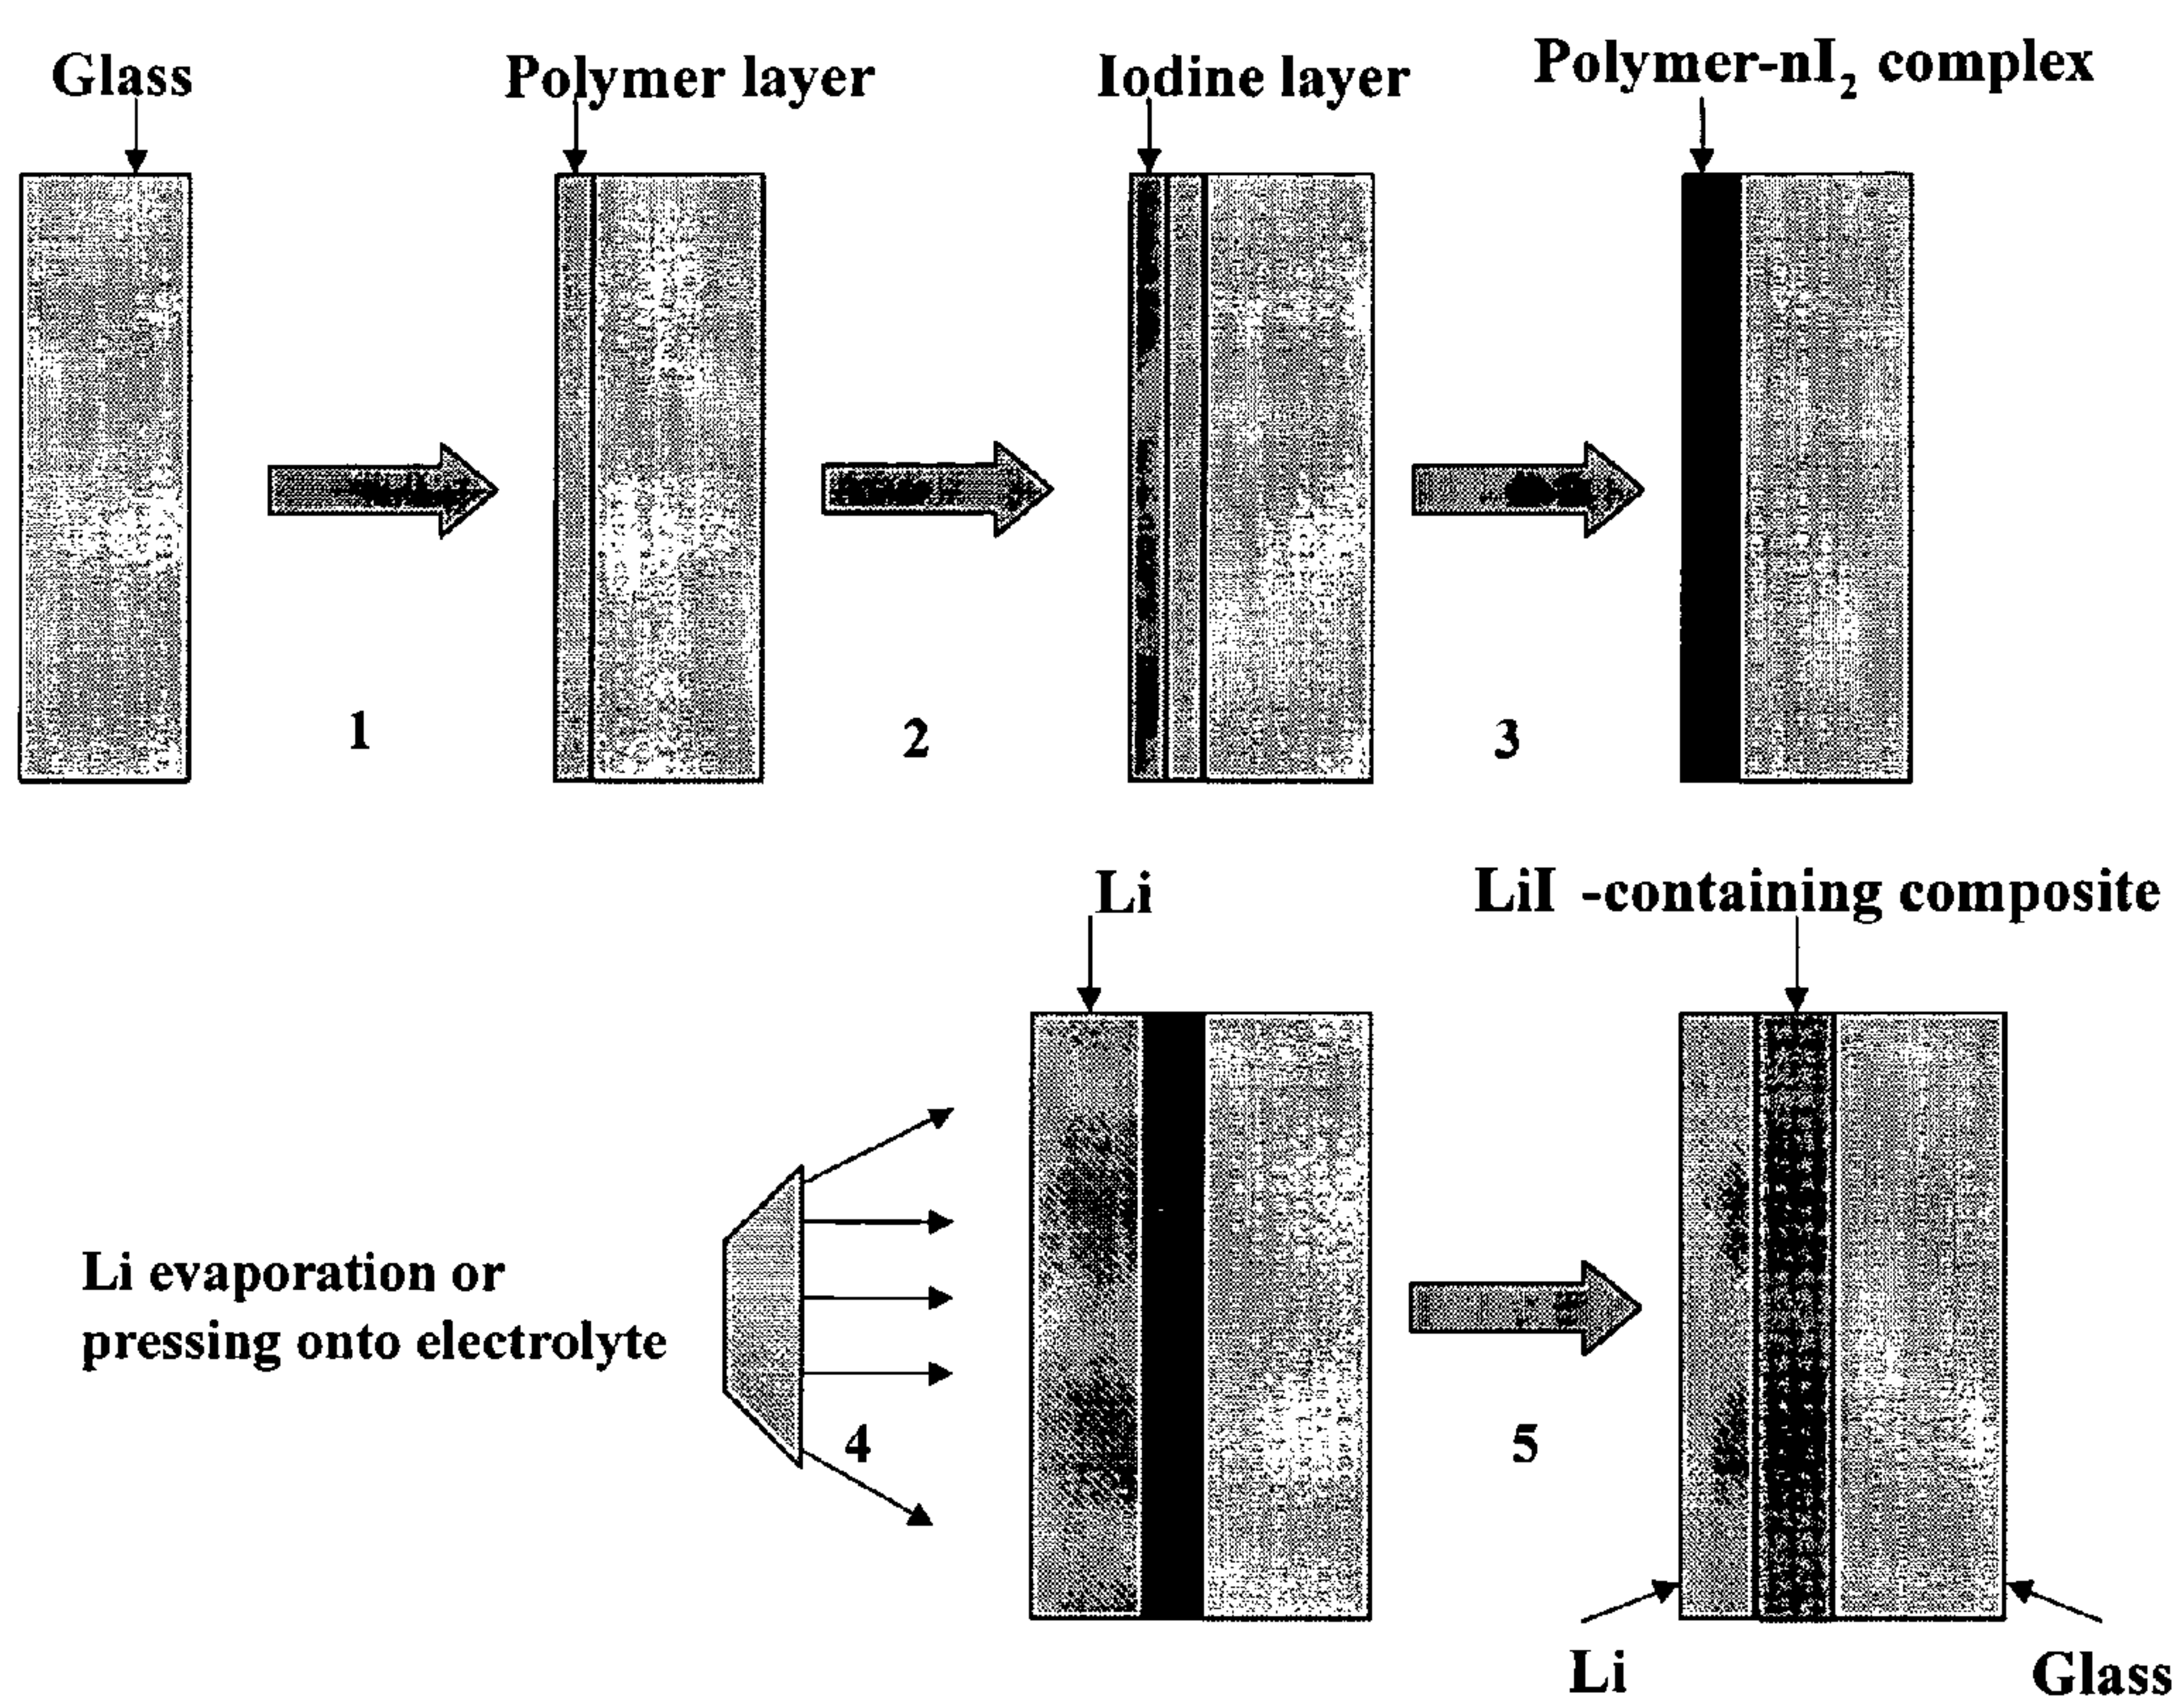 Glass
Polymer layer
Iodine layer
Polymer-nI₂ complex
1
2
3
Li
LiI -containing composite
Li evaporation or
pressing onto electrolyte
4
5
Li
Glass